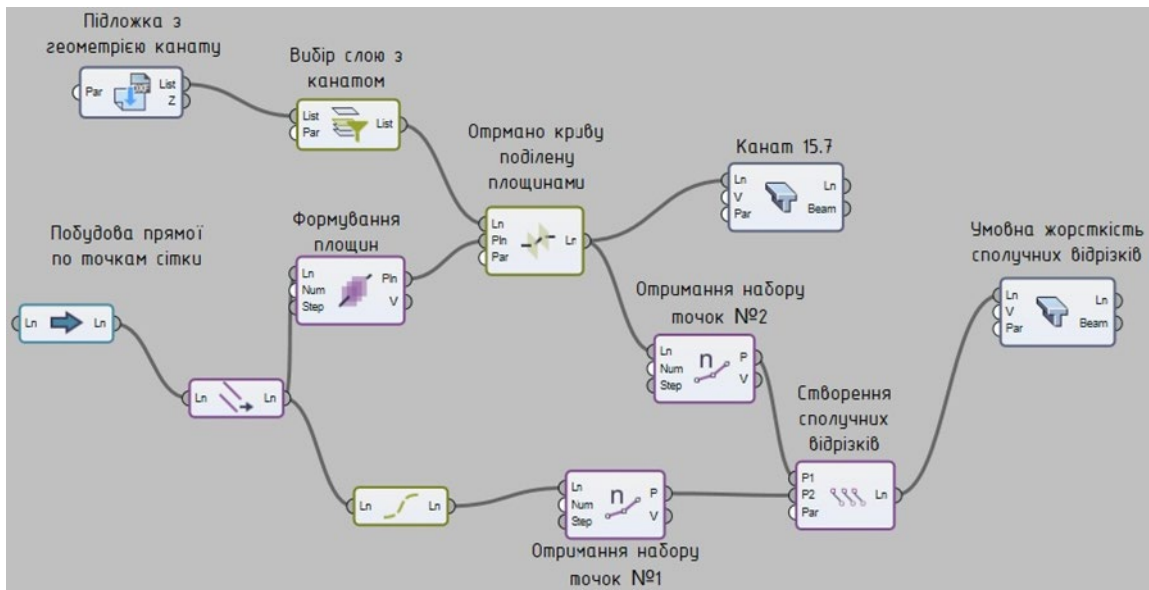 Підложка з
геометрією канату
Par
List
Z
Вибір слою з
канатом
List
Par
List
Отрмано криву
поділену
площинами
Ln
Pln
Par
Ln
Канат 15.7
Ln
V
Par
Ln
Beam
Побудова прямої
по точкам сітки
Ln
Ln
Формування
площин
Ln
Num
Step
Pln
V
Умовна жорсткість
сполучних відрізків
Ln
V
Par
Ln
Beam
Отримання набору
точок №2
Ln
Num
Step
n
P
V
Ln
Ln
Створення
сполучних
відрізків
P1
P2
Par
Ln
Ln
Ln
Ln
Num
Step
n
P
V
Отримання набору
точок №1